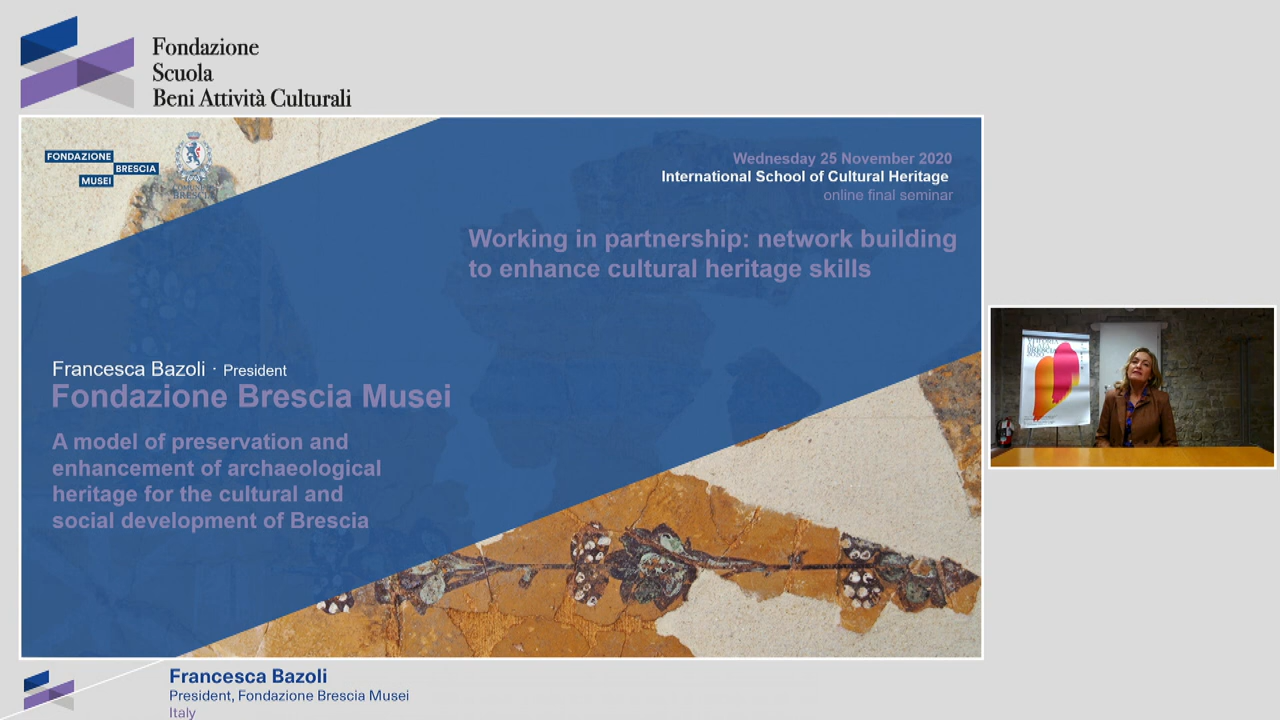 Fondazione
Scuola
Beni Attività Culturali
FONDAZIONE
BRESCIA
MUSEI
COMUNE DI
BRESCIA
Wednesday 25 November 2020
International School of Cultural Heritage
online final seminar
Working in partnership: network building
to enhance cultural heritage skills
Francesca Bazoli · President
Fondazione Brescia Musei
A model of preservation and
enhancement of archaeological
heritage for the cultural and
social development of Brescia
Francesca Bazoli
President, Fondazione Brescia Musei
Italy